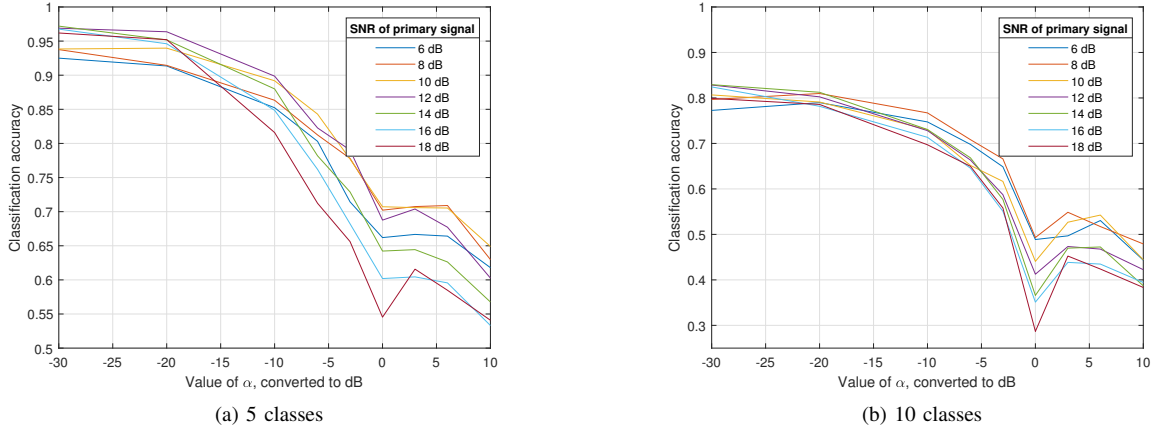 1
0.95
0.9
0.85
0.8
0.75
0.7
0.65
0.6
0.55
0.5
Classification accuracy
-30
-25
-20
-15
-10
-5
0
5
10
Value of α, converted to dB
SNR of primary signal
6 dB
8 dB
10 dB
12 dB
14 dB
16 dB
18 dB
(a) 5 classes
1
0.9
0.8
0.7
0.6
0.5
0.4
0.3
Classification accuracy
-30
-25
-20
-15
-10
-5
0
5
10
Value of α, converted to dB
SNR of primary signal
6 dB
8 dB
10 dB
12 dB
14 dB
16 dB
18 dB
(b) 10 classes